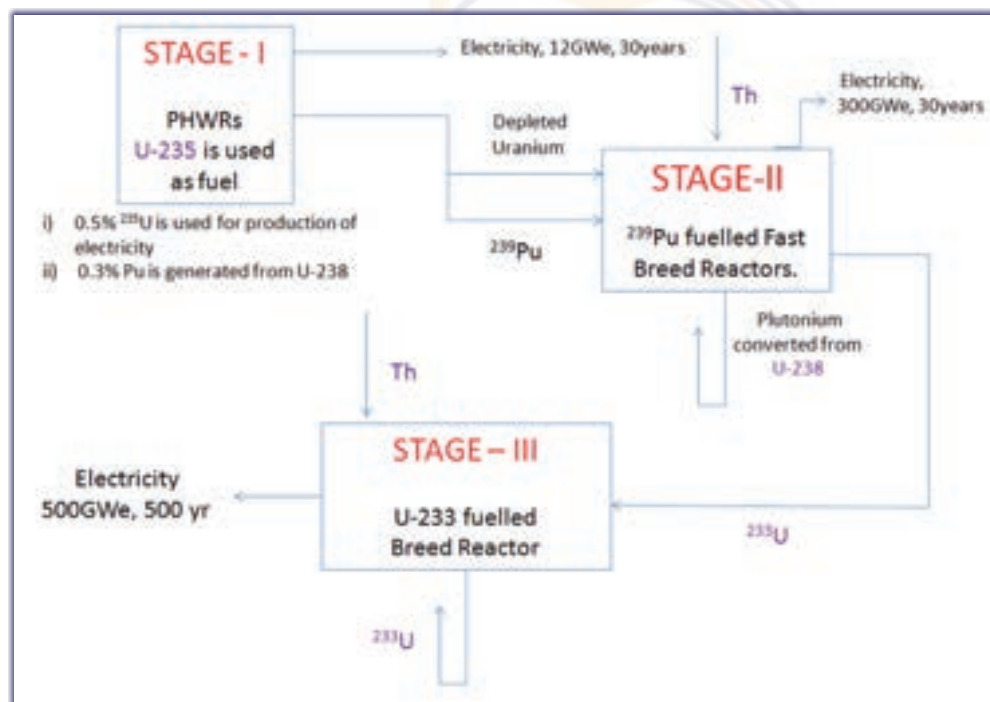 STAGE - I
PHWRs
U-235 is used
as fuel
Electricity, 12GWe, 30years
Th
Electricity,
300GWe, 30years
Depleted
Uranium
STAGE-II
²³⁹Pu fuelled Fast
Breed Reactors.
i) 0.5% ²³⁵U is used for production of
electricity
ii) 0.3% Pu is generated from U-238
²³⁹Pu
Plutonium
converted from
U-238
Th
STAGE – III
U-233 fuelled
Breed Reactor
Electricity
500GWe, 500 yr
²³³U
²³³U